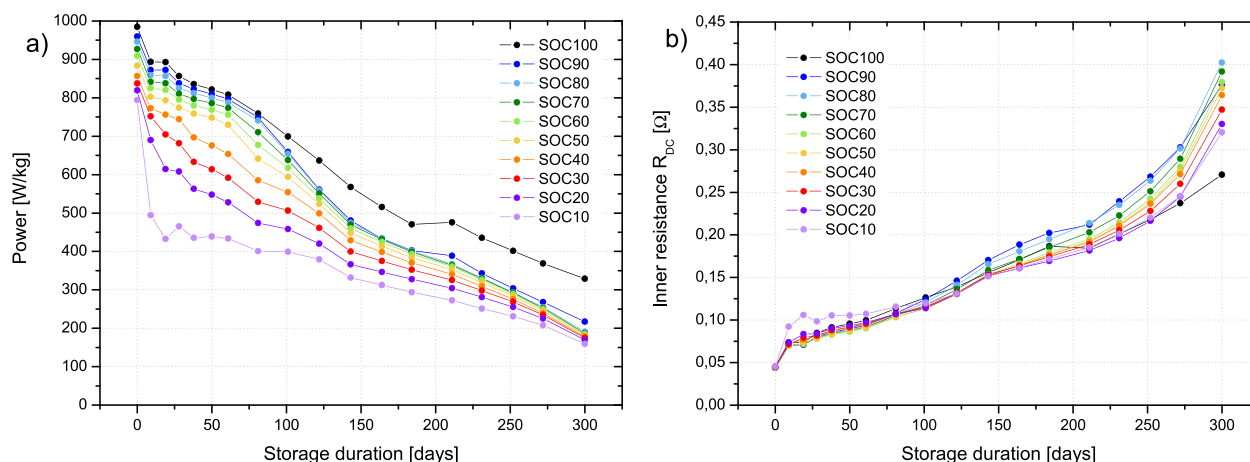 a)
Power [W/kg]
1000
900
800
700
600
500
400
300
200
100
0
0
50
100
150
200
250
300
Storage duration [days]
SOC100
SOC90
SOC80
SOC70
SOC60
SOC50
SOC40
SOC30
SOC20
SOC10
b)
Inner resistance R_DC [Ω]
0,45
0,40
0,35
0,30
0,25
0,20
0,15
0,10
0,05
0,00
0
50
100
150
200
250
300
Storage duration [days]
SOC100
SOC90
SOC80
SOC70
SOC60
SOC50
SOC40
SOC30
SOC20
SOC10